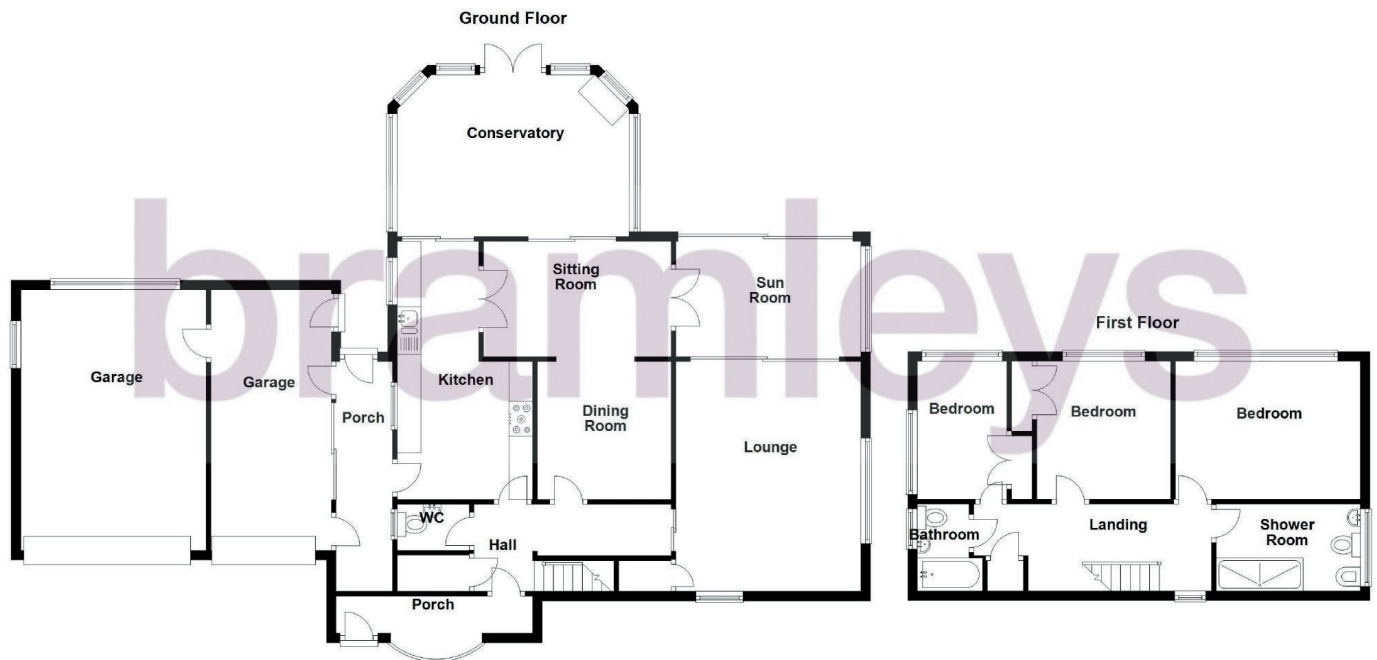 Ground Floor
Conservatory
Sitting
Room
Sun
Room
Garage
Garage
Porch
Kitchen
Dining
Room
Lounge
WC
Hall
Porch
First Floor
Bedroom
Bedroom
Bedroom
Bathroom
Landing
Shower
Room
bramleys